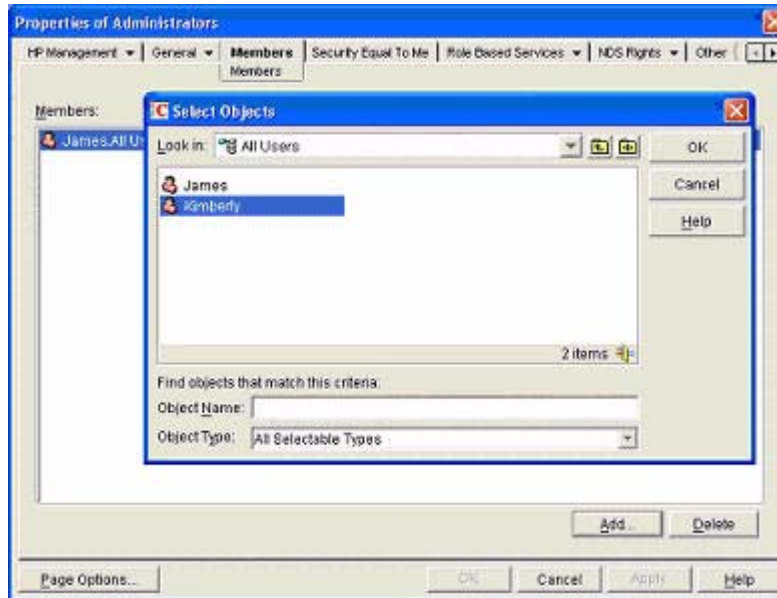 Properties of Administrators
HP Management General Members Security Equal To Me Role Based Services NDS Rights Other
Members
Members:
James.All Us
Select Objects
Look in: All Users
OK
James
Cancel
Kimberly
Help
2 items
Find objects that match this criteria:
Object Name:
Object Type: All Selectable Types
Add... Delete
Page Options... OK Cancel Apply Help